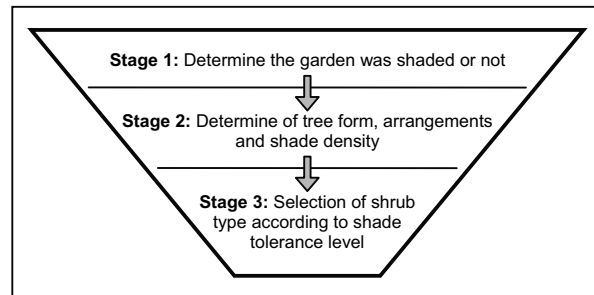 Stage 1: Determine the garden was shaded or not
Stage 2: Determine of tree form, arrangements
and shade density
Stage 3: Selection of shrub
type according to shade
tolerance level